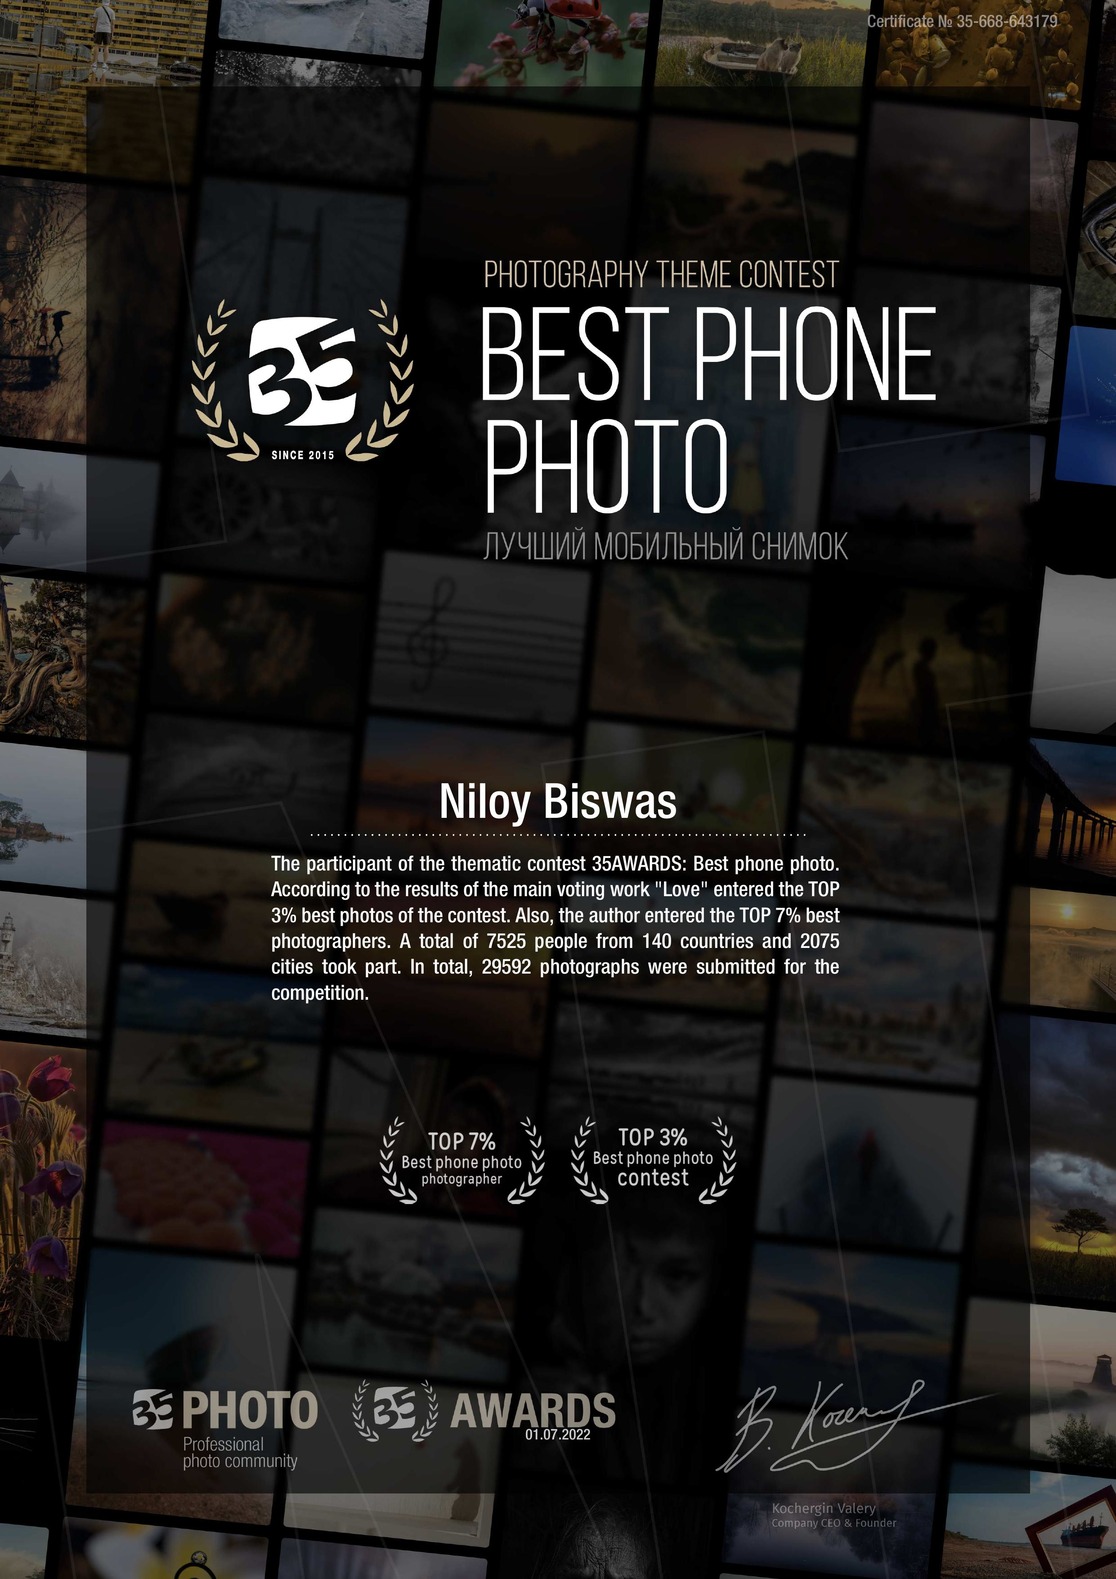 Certificate № 35-668-643179
PHOTOGRAPHY THEME CONTEST
BEST PHONE
PHOTO
ЛУЧШИЙ МОБИЛЬНЫЙ СНИМОК
35
SINCE 2015
Niloy Biswas
The participant of the thematic contest 35AWARDS: Best phone photo.
According to the results of the main voting work "Love" entered the TOP
3% best photos of the contest. Also, the author entered the TOP 7% best
photographers. A total of 7525 people from 140 countries and 2075
cities took part. In total, 29592 photographs were submitted for the
competition.
TOP 7%
Best phone photo
photographer
TOP 3%
Best phone photo
contest
35 PHOTO
Professional
photo community
35 AWARDS
01.07.2022
Kochergin Valery
Company CEO & Founder